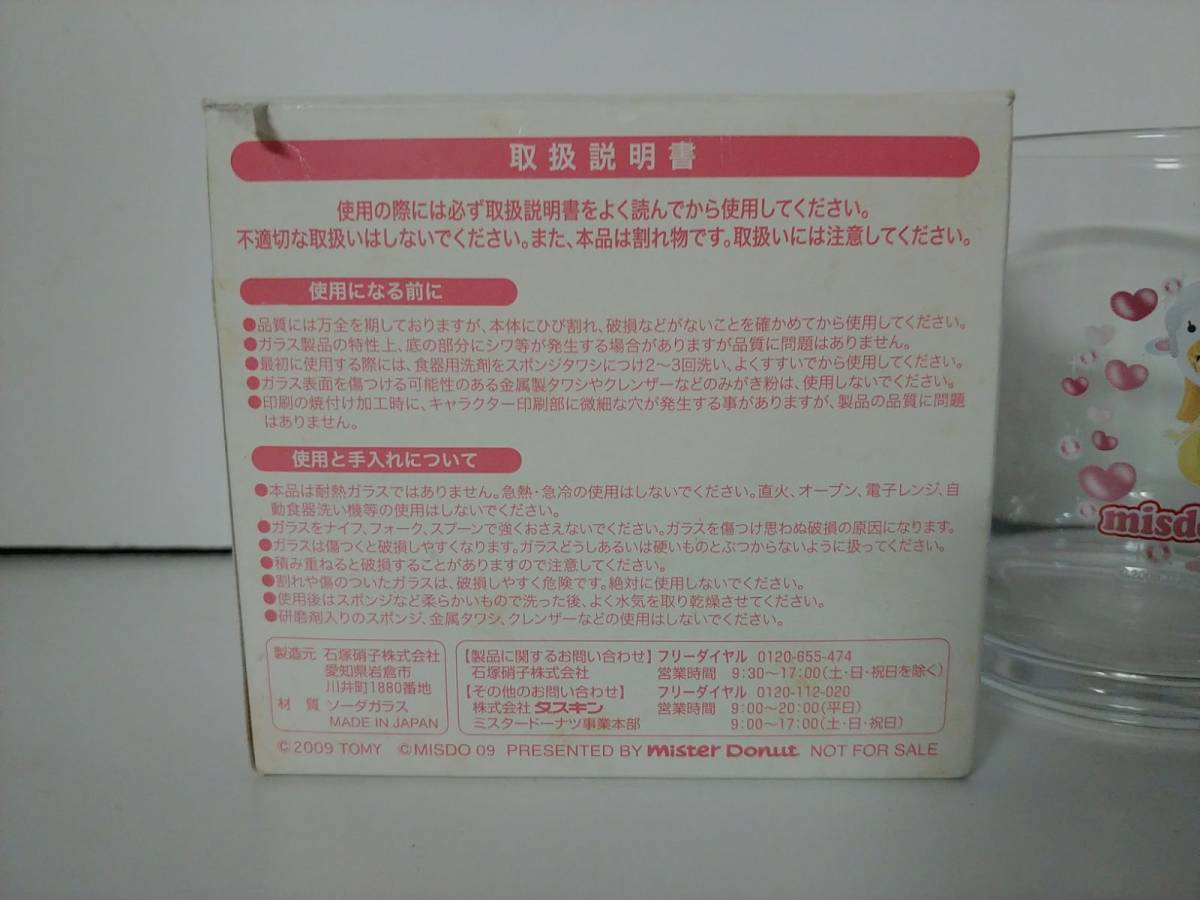 取扱説明書
使用の際には必ず取扱説明書をよく読んでから使用してください。
不適切な取扱いはしないでください。また、本品は割れ物です。取扱いには注意してください。
使用になる前に
●品質には万全を期しておりますが、本体にひび割れ、破損などがないことを確かめてから使用してください。
●ガラス製品の特性上、底の部分にシワ等が発生する場合がありますが品質に問題はありません。
●最初に使用する際には、食器用洗剤をスポンジタワシにつけ2〜3回洗い、よくすすいでから使用してください。
●ガラス表面を傷つける可能性のある金属製タワシやクレンザーなどのみがき粉は、使用しないでください。
●印刷の焼付け加工時に、キャラクター印刷部に微細な穴が発生する事がありますが、製品の品質に問題
はありません。
使用と手入れについて
●本品は耐熱ガラスではありません。急熱・急冷の使用はしないでください。直火、オーブン、電子レンジ、自
動食器洗い機等の使用はしないでください。
●ガラスをナイフ、フォーク、スプーンで強くおさえないでください。ガラスを傷つけ思わぬ破損の原因になります。
●ガラスは傷つくと破損しやすくなります。ガラスどうしあるいは硬いものとぶつからないように扱ってください。
●積み重ねると破損することがありますので注意してください。
●割れや傷のついたガラスは、破損しやすく危険です。絶対に使用しないでください。
●使用後はスポンジなど柔らかいもので洗った後、よく水気を取り乾燥させてください。
●研磨剤入りのスポンジ、金属タワシ、クレンザーなどの使用はしないでください。
製造元 石塚硝子株式会社
愛知県岩倉市
川井町1880番地
材 質 ソーダガラス
MADE IN JAPAN
【製品に関するお問い合わせ】フリーダイヤル 0120-655-474
石塚硝子株式会社 営業時間 9:30〜17:00(土・日・祝日を除く)
【その他のお問い合わせ】 フリーダイヤル 0120-112-020
株式会社 ダスキン 営業時間 9:00〜20:00(平日)
ミスタードーナツ事業本部 9:00〜17:00(土・日・祝日)
©2009 TOMY ©MISDO 09 PRESENTED BY mister Donut NOT FOR SALE
misd